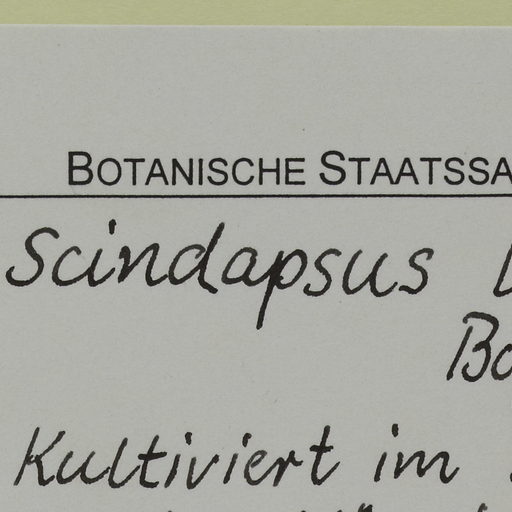 BOTANISCHE STAATSSA
Scindapsus
Bo
Kultiviert im